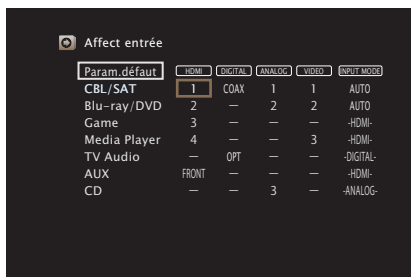 Affect entrée
Param.défaut HDMI DIGITAL ANALOG VIDEO INPUT MODE
CBL/SAT 1 COAX 1 1 AUTO
Blu-ray/DVD 2 – 2 2 AUTO
Game 3 – – – -HDMI-
Media Player 4 – – 3 -HDMI-
TV Audio – OPT – – -DIGITAL-
AUX FRONT – – – -HDMI-
CD – – 3 – -ANALOG-